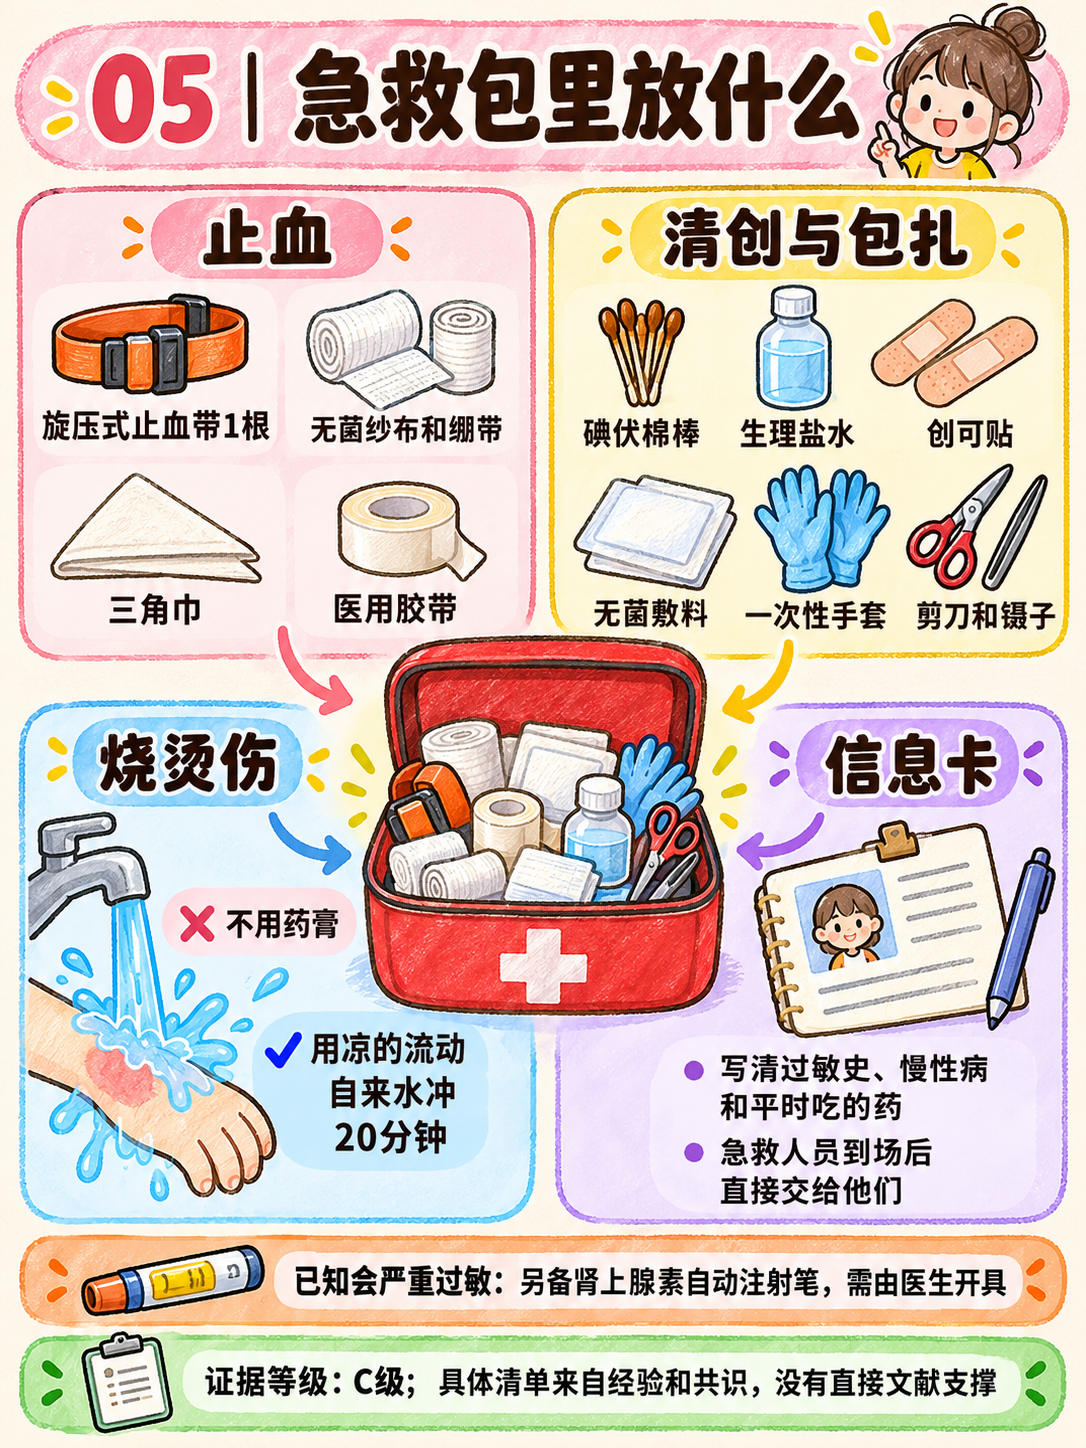 05 | 急救包里放什么
止血
旋压式止血带1根
无菌纱布和绷带
三角巾
医用胶带
清创与包扎
碘伏棉棒
生理盐水
创可贴
无菌敷料
一次性手套
剪刀和镊子
烧烫伤
不用药膏
用凉的流动
自来水冲
20分钟
信息卡
写清过敏史、慢性病
和平时吃的药
急救人员到场后
直接交给他们
已知会严重过敏：另备肾上腺素自动注射笔，需由医生开具
证据等级：C级；具体清单来自经验和共识，没有直接文献支撑